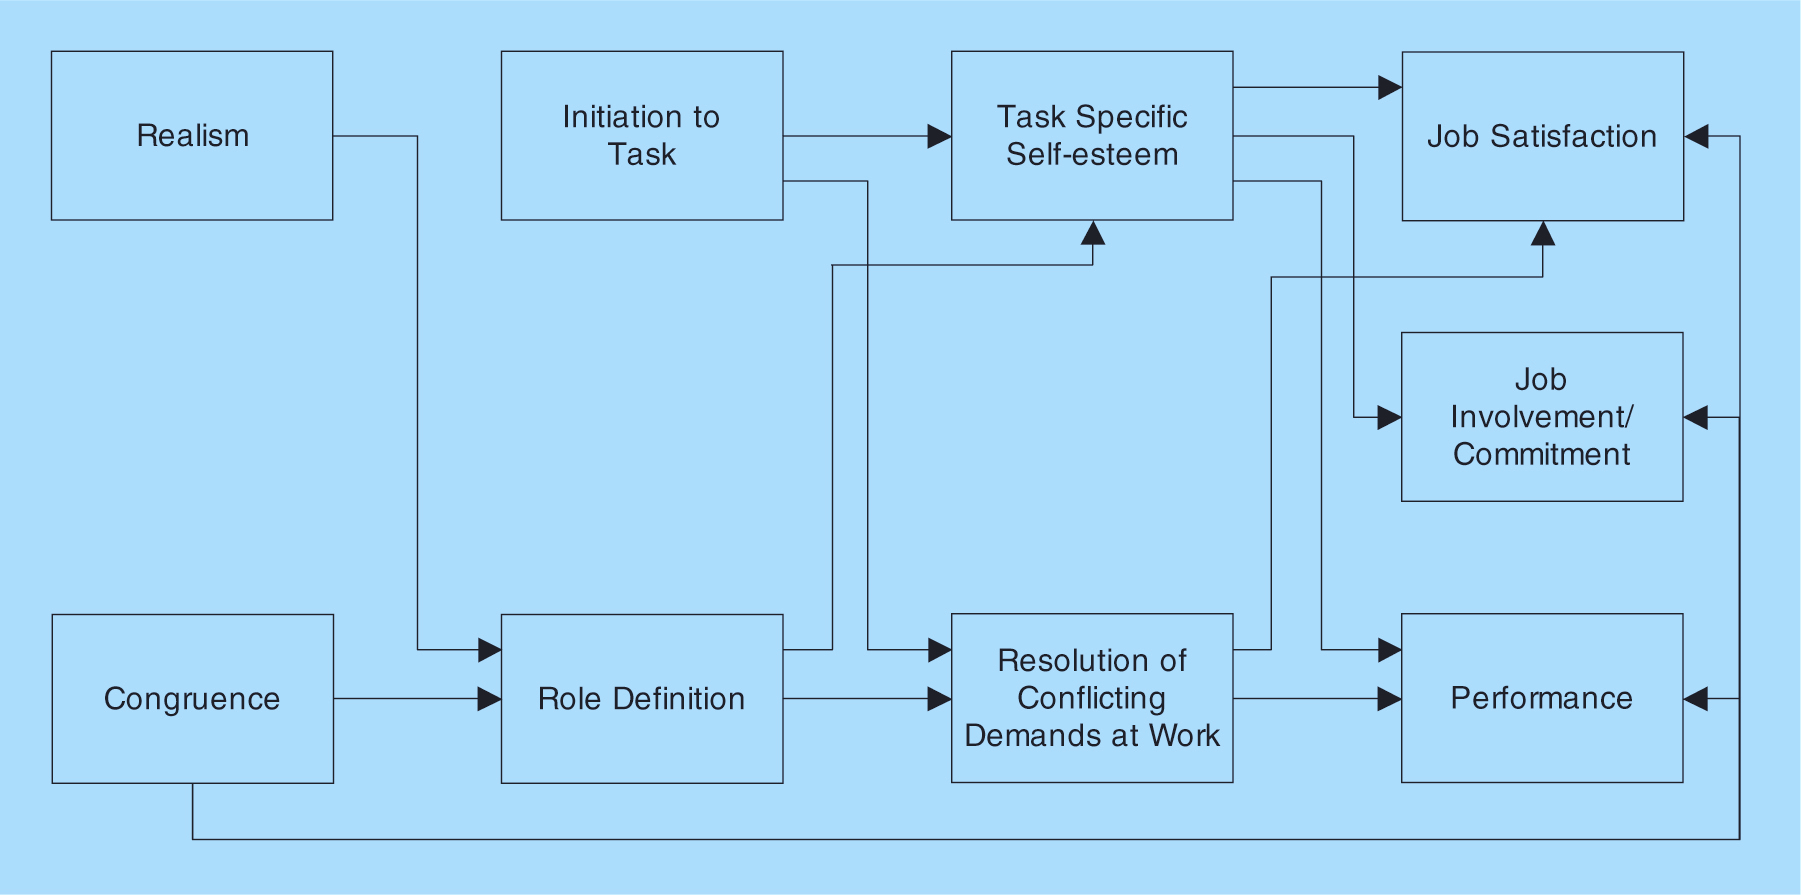 Realism
Initiation to
Task
Task Specific
Self-esteem
Job Satisfaction
Job
Involvement/
Commitment
Congruence
Role Definition
Resolution of
Conflicting
Demands at Work
Performance